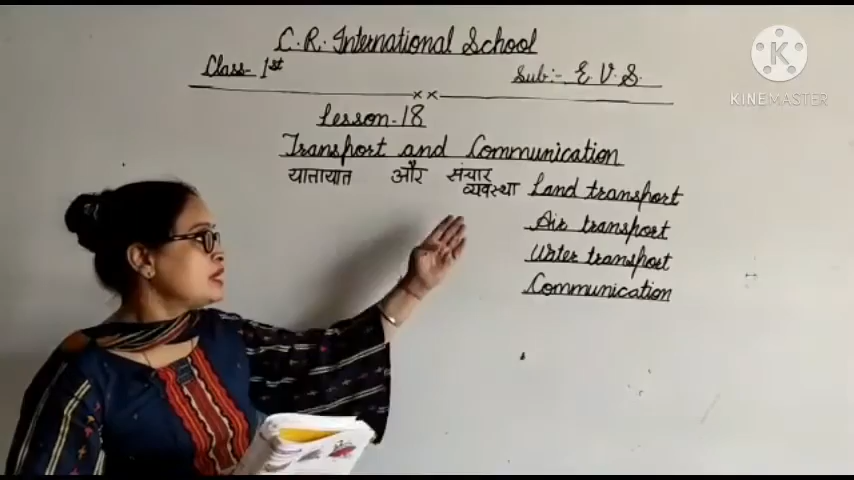 C.R. International School
Class- 1st
Sub:- E V S.
Lesson-18
Transport and Communication
यातायात और संचार व्यवस्था
Land transport
Air transport
Water transport
Communication
K
KINEMASTER